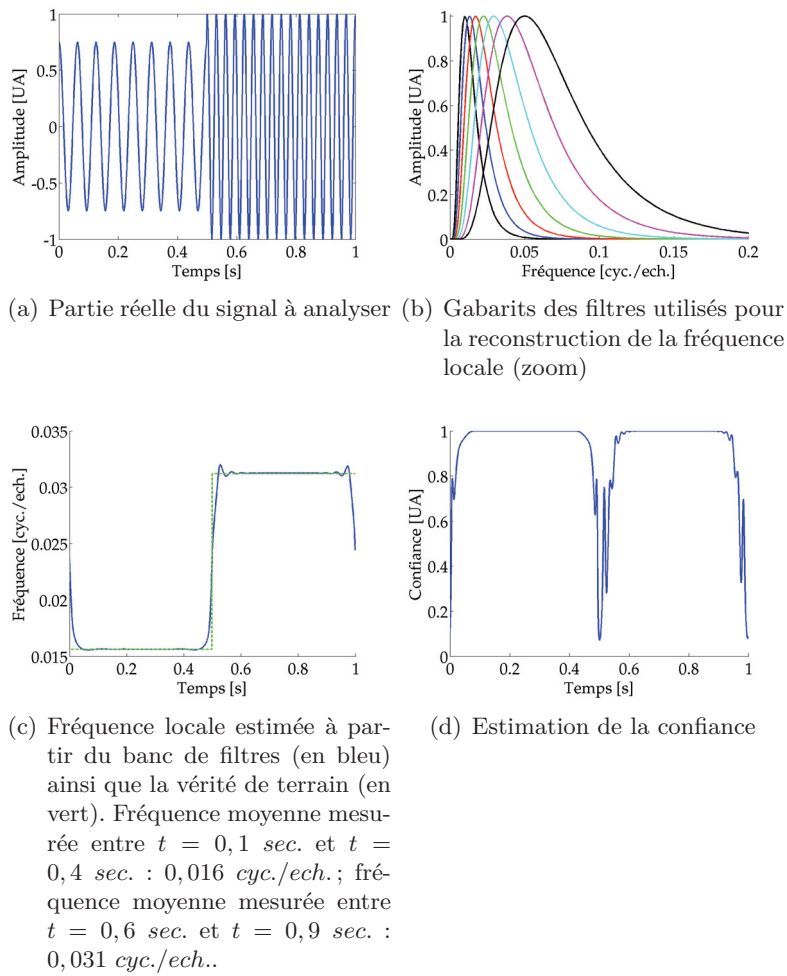 1
0.5
0
-0.5
-1
Amplitude [UA]
0
0.2
0.4
0.6
0.8
1
Temps [s]
1
0.8
0.6
0.4
0.2
0
Amplitude [UA]
0.05
0.1
0.15
0.2
Fréquence [cyc./ech.]
(a) Partie réelle du signal à analyser
(b) Gabarits des filtres utilisés pour
la reconstruction de la fréquence
locale (zoom)
0.035
0.03
0.025
0.02
0.015
Fréquence [cyc./ech.]
0
0.2
0.4
0.6
0.8
1
Temps [s]
1
0.8
0.6
0.4
0.2
0
Confiance [UA]
0
0.2
0.4
0.6
0.8
1
Temps [s]
(c) Fréquence locale estimée à par-
tir du banc de filtres (en bleu)
ainsi que la vérité de terrain (en
vert). Fréquence moyenne mesu-
rée entre t = 0, 1 sec. et t =
0, 4 sec. : 0, 016 cyc./ech. ; fré-
quence moyenne mesurée entre
t = 0, 6 sec. et t = 0, 9 sec. :
0, 031 cyc./ech..
(d) Estimation de la confiance